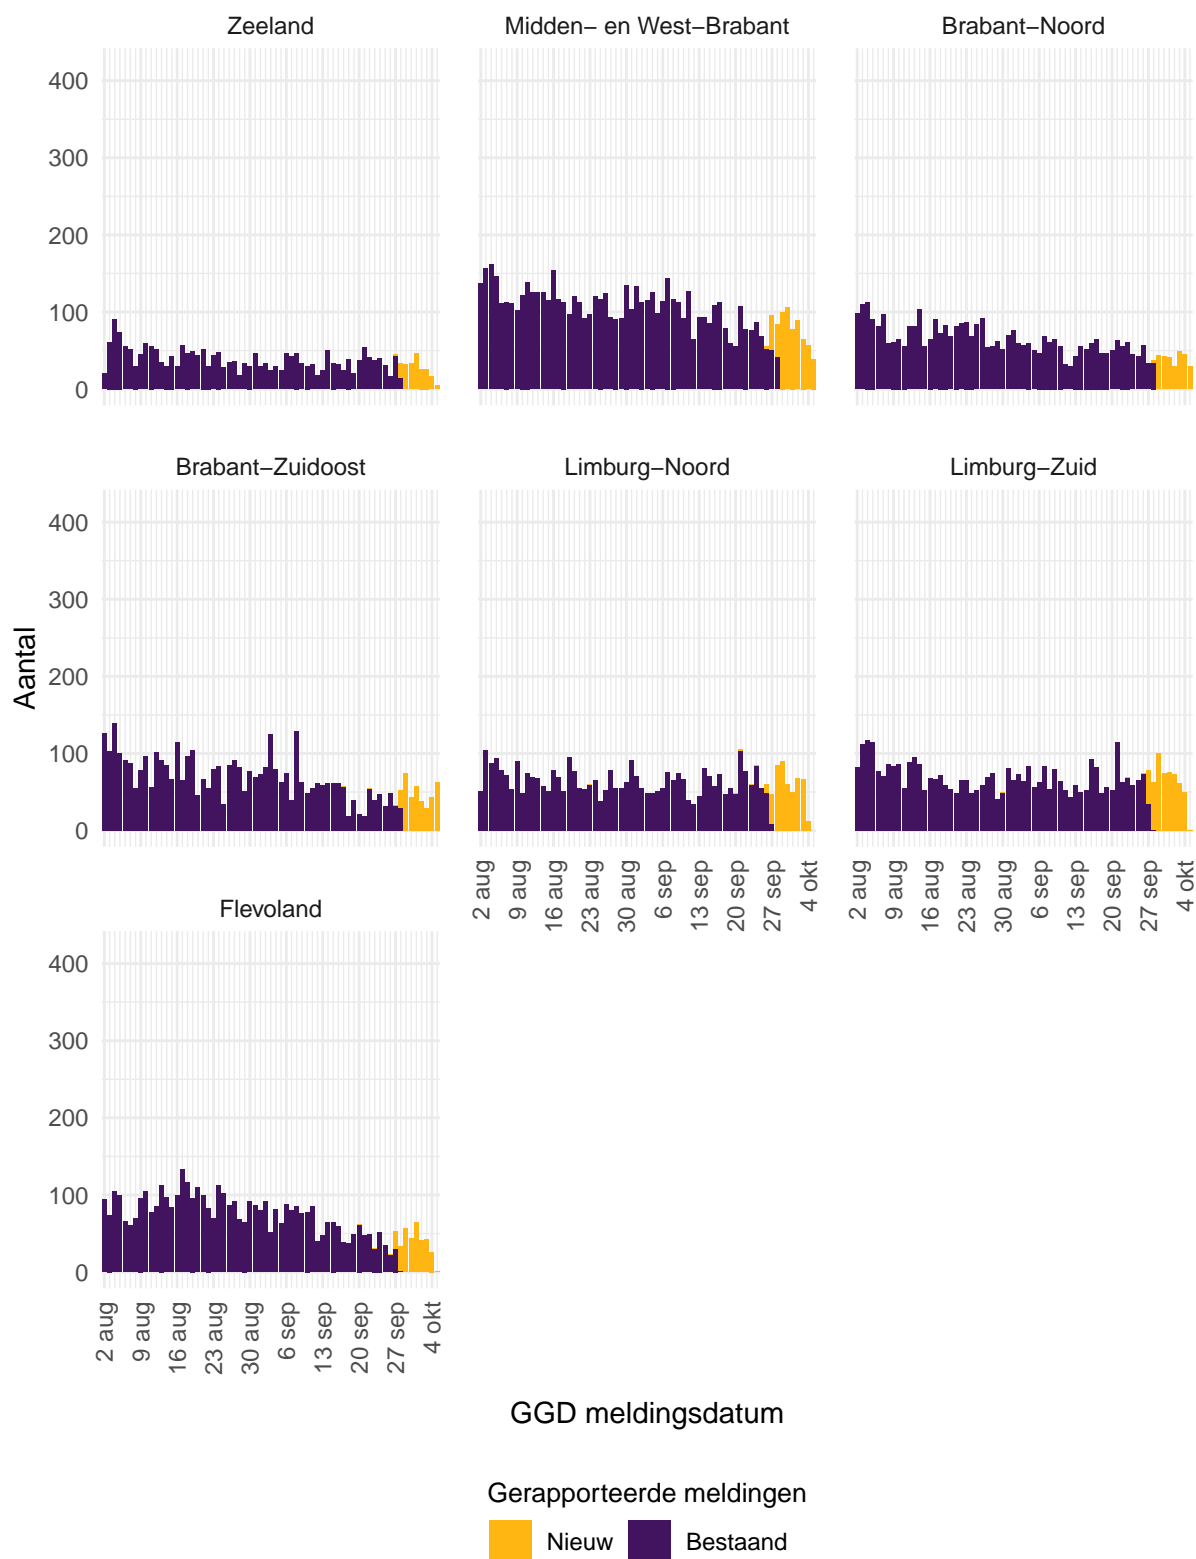 Zeeland
Midden− en West−Brabant
Brabant−Noord
400
300
200
100
0
Brabant−Zuidoost
Limburg−Noord
Limburg−Zuid
400
300
200
100
0
2 aug
9 aug
16 aug
23 aug
30 aug
6 sep
13 sep
20 sep
27 sep
4 okt
2 aug
9 aug
16 aug
23 aug
30 aug
6 sep
13 sep
20 sep
27 sep
4 okt
Flevoland
400
300
200
100
0
2 aug
9 aug
16 aug
23 aug
30 aug
6 sep
13 sep
20 sep
27 sep
4 okt
Aantal
GGD meldingsdatum
Gerapporteerde meldingen
Nieuw
Bestaand